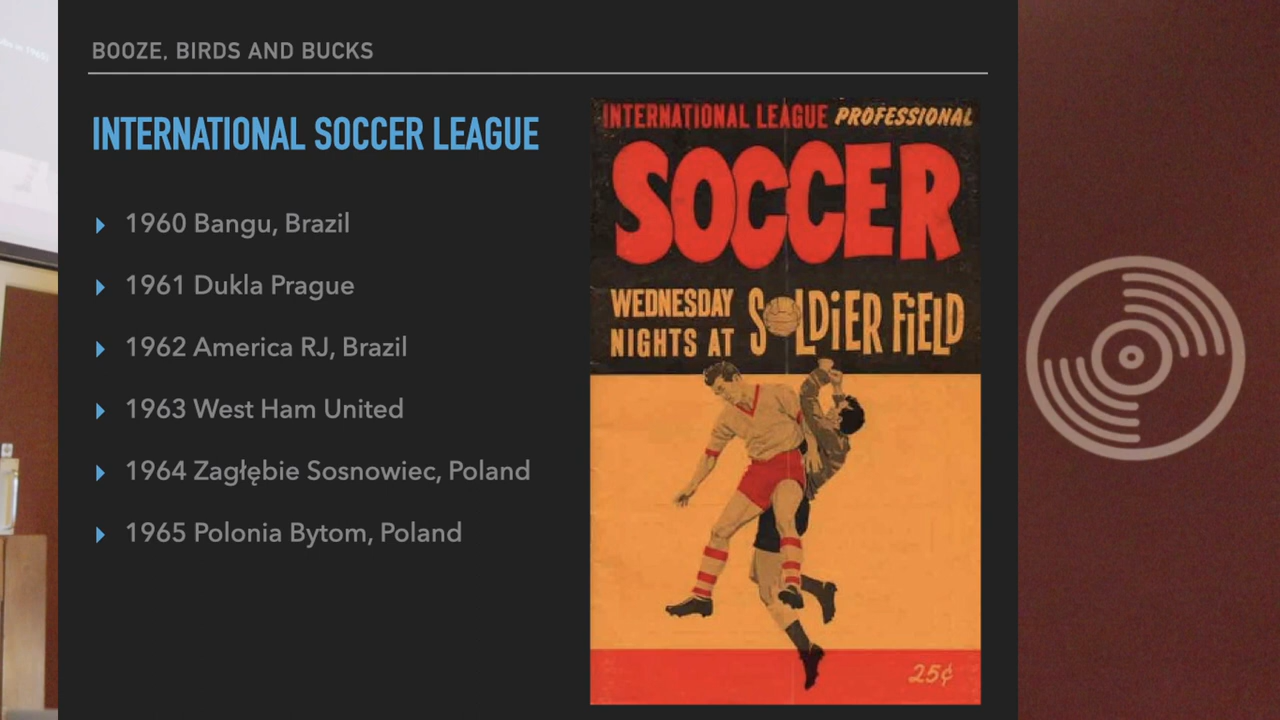 BOOZE, BIRDS AND BUCKS
INTERNATIONAL SOCCER LEAGUE
1960 Bangu, Brazil
1961 Dukla Prague
1962 America RJ, Brazil
1963 West Ham United
1964 Zagłębie Sosnowiec, Poland
1965 Polonia Bytom, Poland
INTERNATIONAL LEAGUE PROFESSIONAL
SOCCER
WEDNESDAY
NIGHTS AT SOLDiER FiELD
25¢